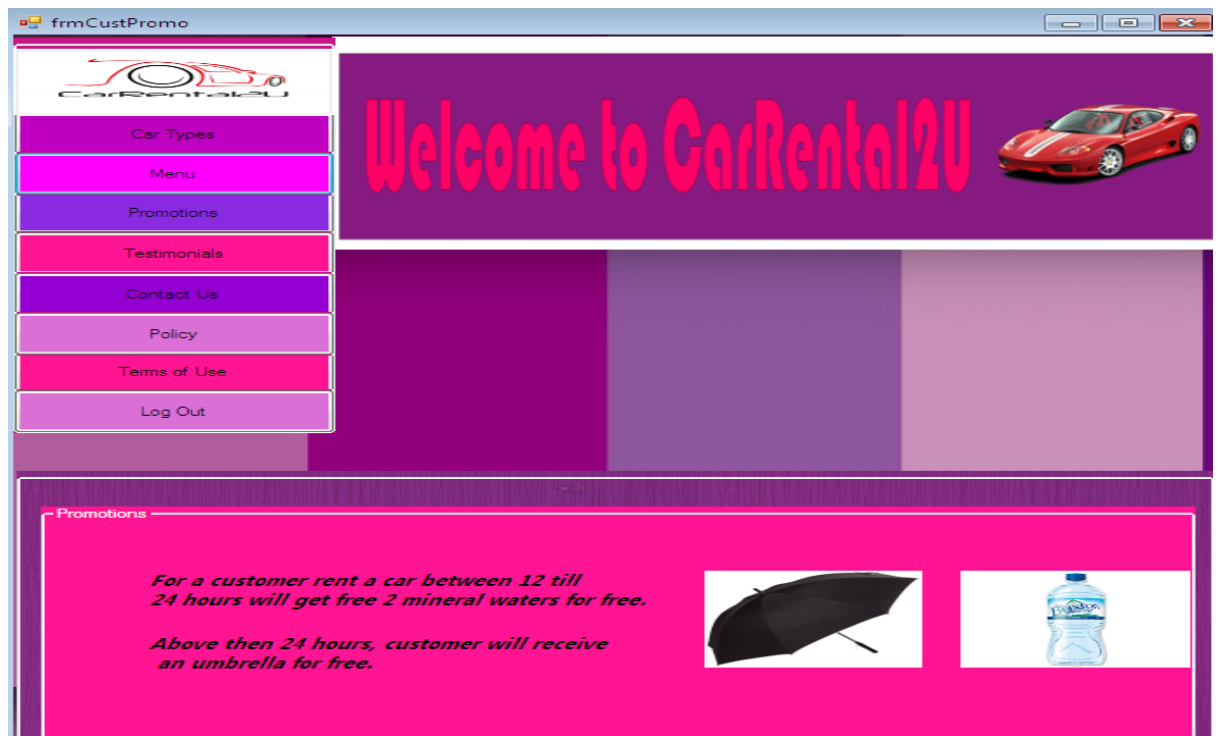 frmCustPromo
CarRental2U
Car Types
Menu
Promotions
Testimonials
Contact Us
Policy
Terms of Use
Log Out
Welcome to CarRental2U
Promotions
For a customer rent a car between 12 till
24 hours will get free 2 mineral waters for free.
Above then 24 hours, customer will receive
an umbrella for free.